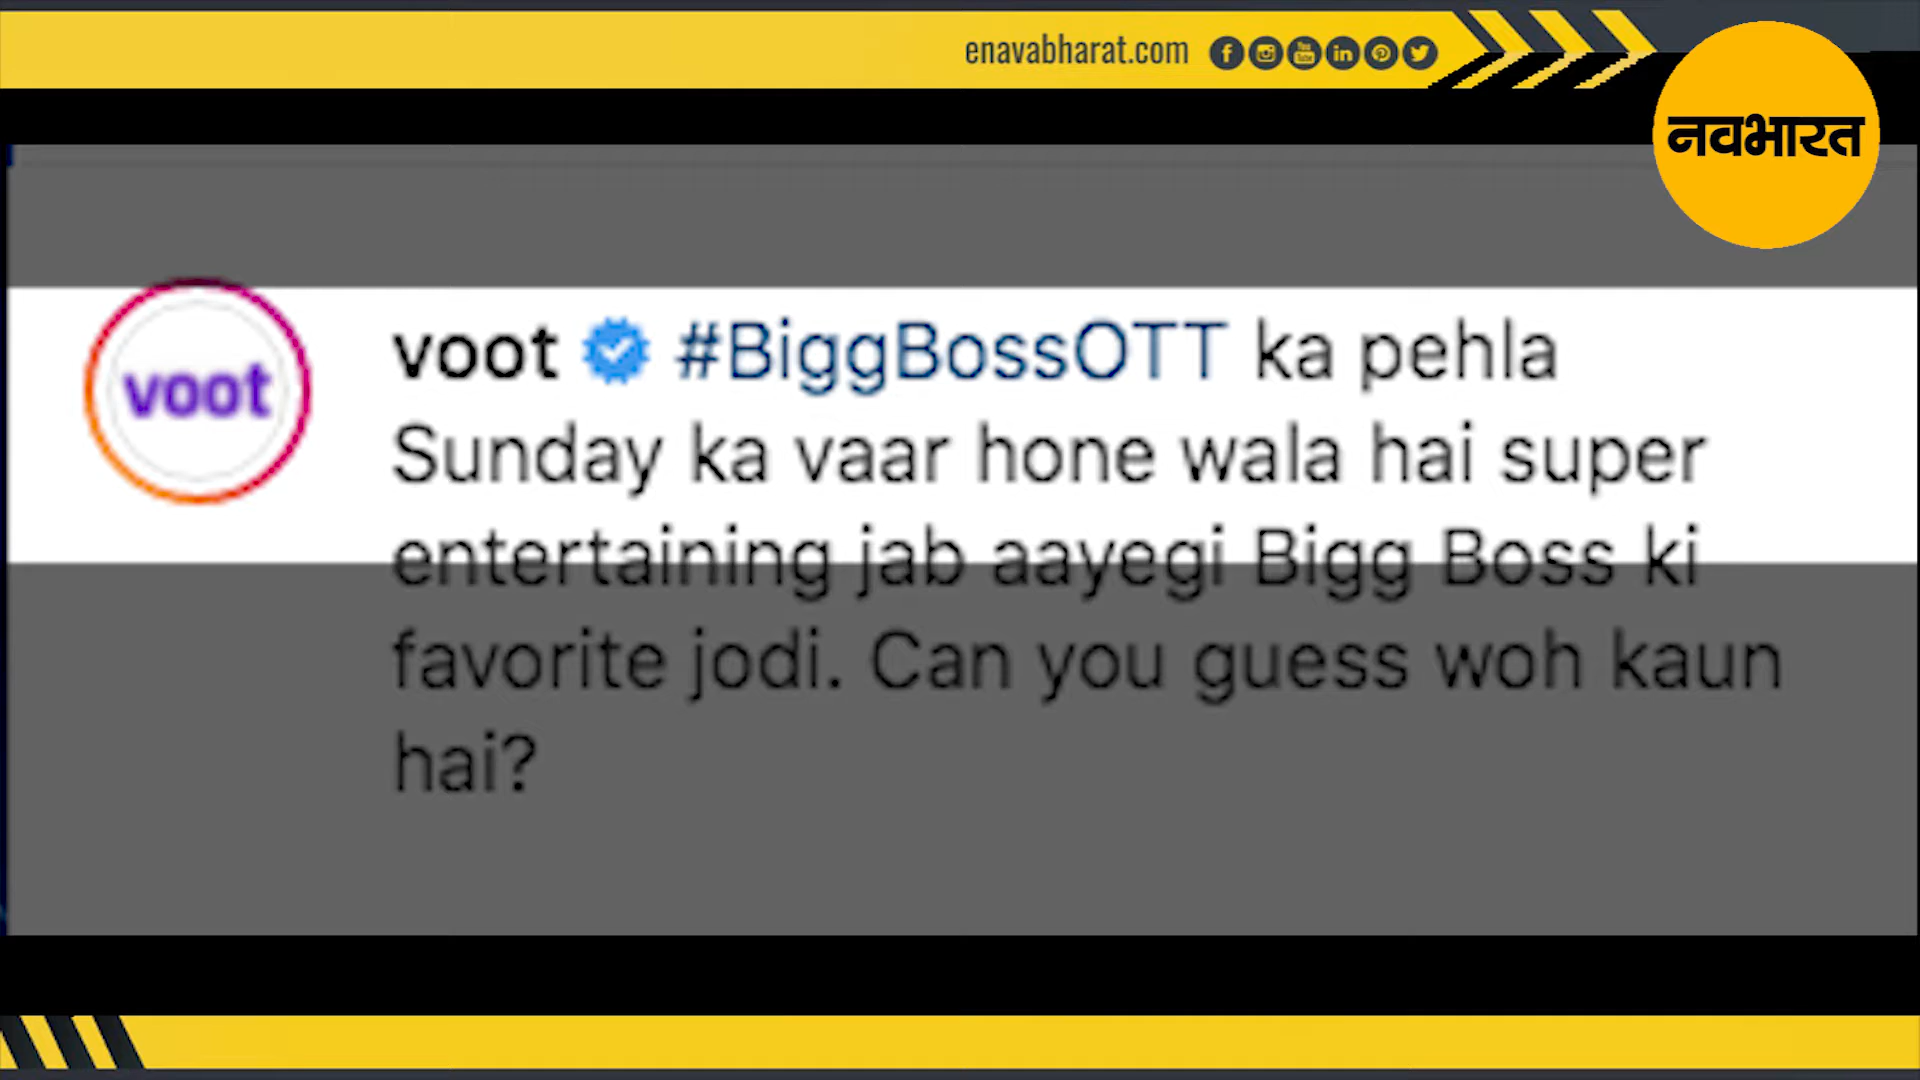 enavabharat.com
नवभारत
voot
voot #BiggBossOTT ka pehla
Sunday ka vaar hone wala hai super
entertaining jab aayegi Bigg Boss ki
favorite jodi. Can you guess woh kaun
hai?